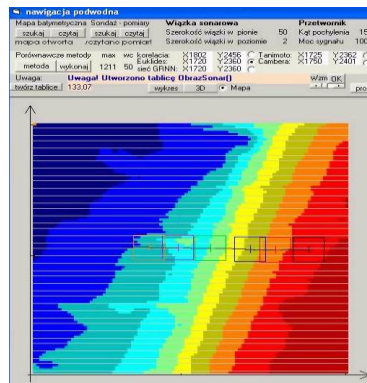 nawigacja podwodna
Mapa batymetryczna Sondaż - pomiary Wiązka sonarowa Przetwornik
szukaj czytaj szukaj czytaj Szerokość wiązki w pionie 50 Kąt pochylenia 15
mapa otwarta Szerokość wiązki w poziomie 2 Moc sygnału 100
Porównawcze metody max wc korelacja: X1802 Y2456 Tanimoto: X1725 Y2362
Euklides: X1720 Y2360 Cambera: X1750 Y2401
metoda wykonaj 1211 50 sieć GRNN: X1720 Y2360
Uwaga: Uwaga! Utworzono tablicę ObrazSonar() Wzm OK
twórz tablice 133,07 wykres 3D Mapa pro